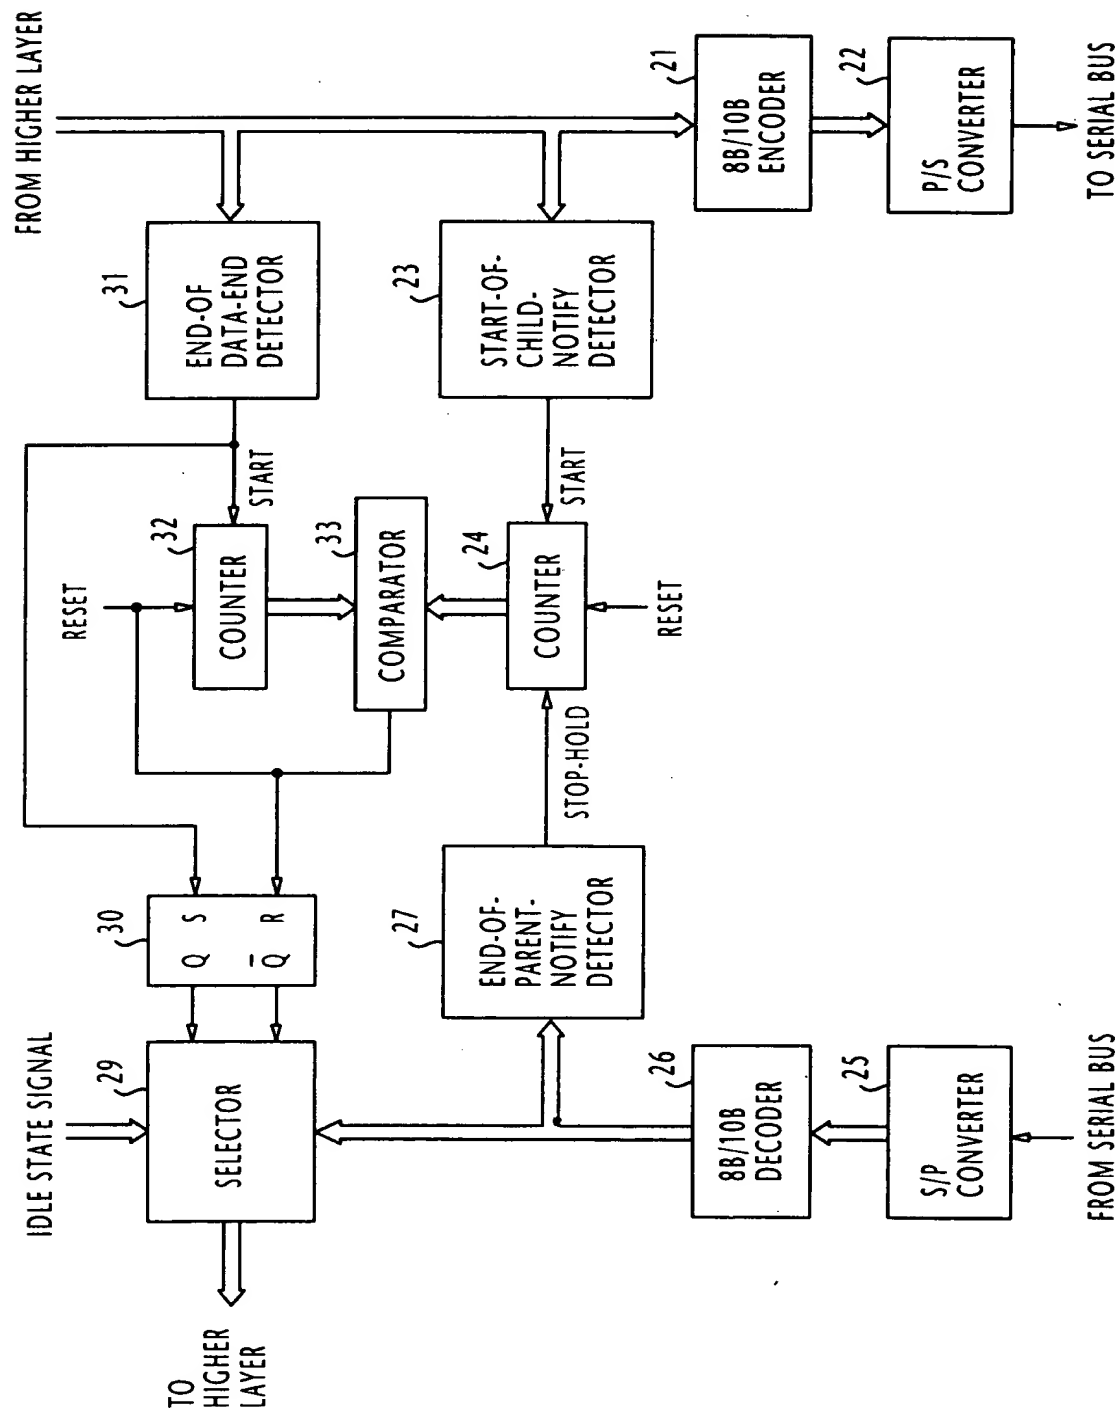 FROM HIGHER LAYER
31
END-OF
DATA-END
DETECTOR
23
START-OF-
CHILD-
NOTIFY
DETECTOR
21
8B/10B
ENCODER
22
P/S
CONVERTER
TO SERIAL BUS
START
START
RESET
32
COUNTER
33
COMPARATOR
24
COUNTER
RESET
STOP-HOLD
30
Q S
Q̅ R
27
END-OF-
PARENT-
NOTIFY
DETECTOR
IDLE STATE SIGNAL
29
SELECTOR
26
8B/10B
DECODER
25
S/P
CONVERTER
FROM SERIAL BUS
TO
HIGHER
LAYER